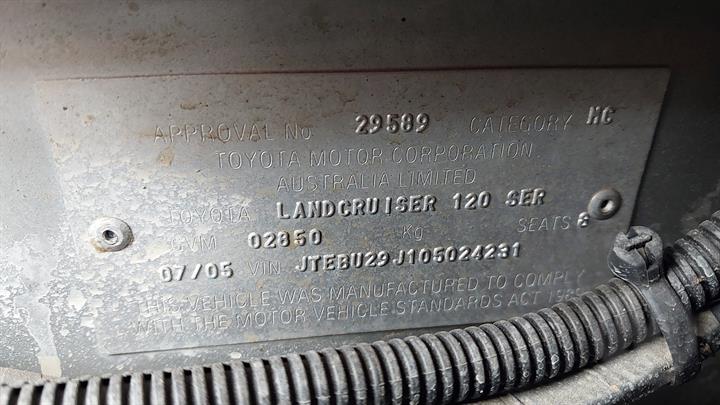 APPROVAL No 29589 CATEGORY MC
TOYOTA MOTOR CORPORATION
AUSTRALIA LIMITED
TOYOTA LANDCRUISER 120 SER
GVM 02850 Kg SEATS 8
07/05 VIN JTEBU29J105024231
THIS VEHICLE WAS MANUFACTURED TO COMPLY
WITH THE MOTOR VEHICLE STANDARDS ACT